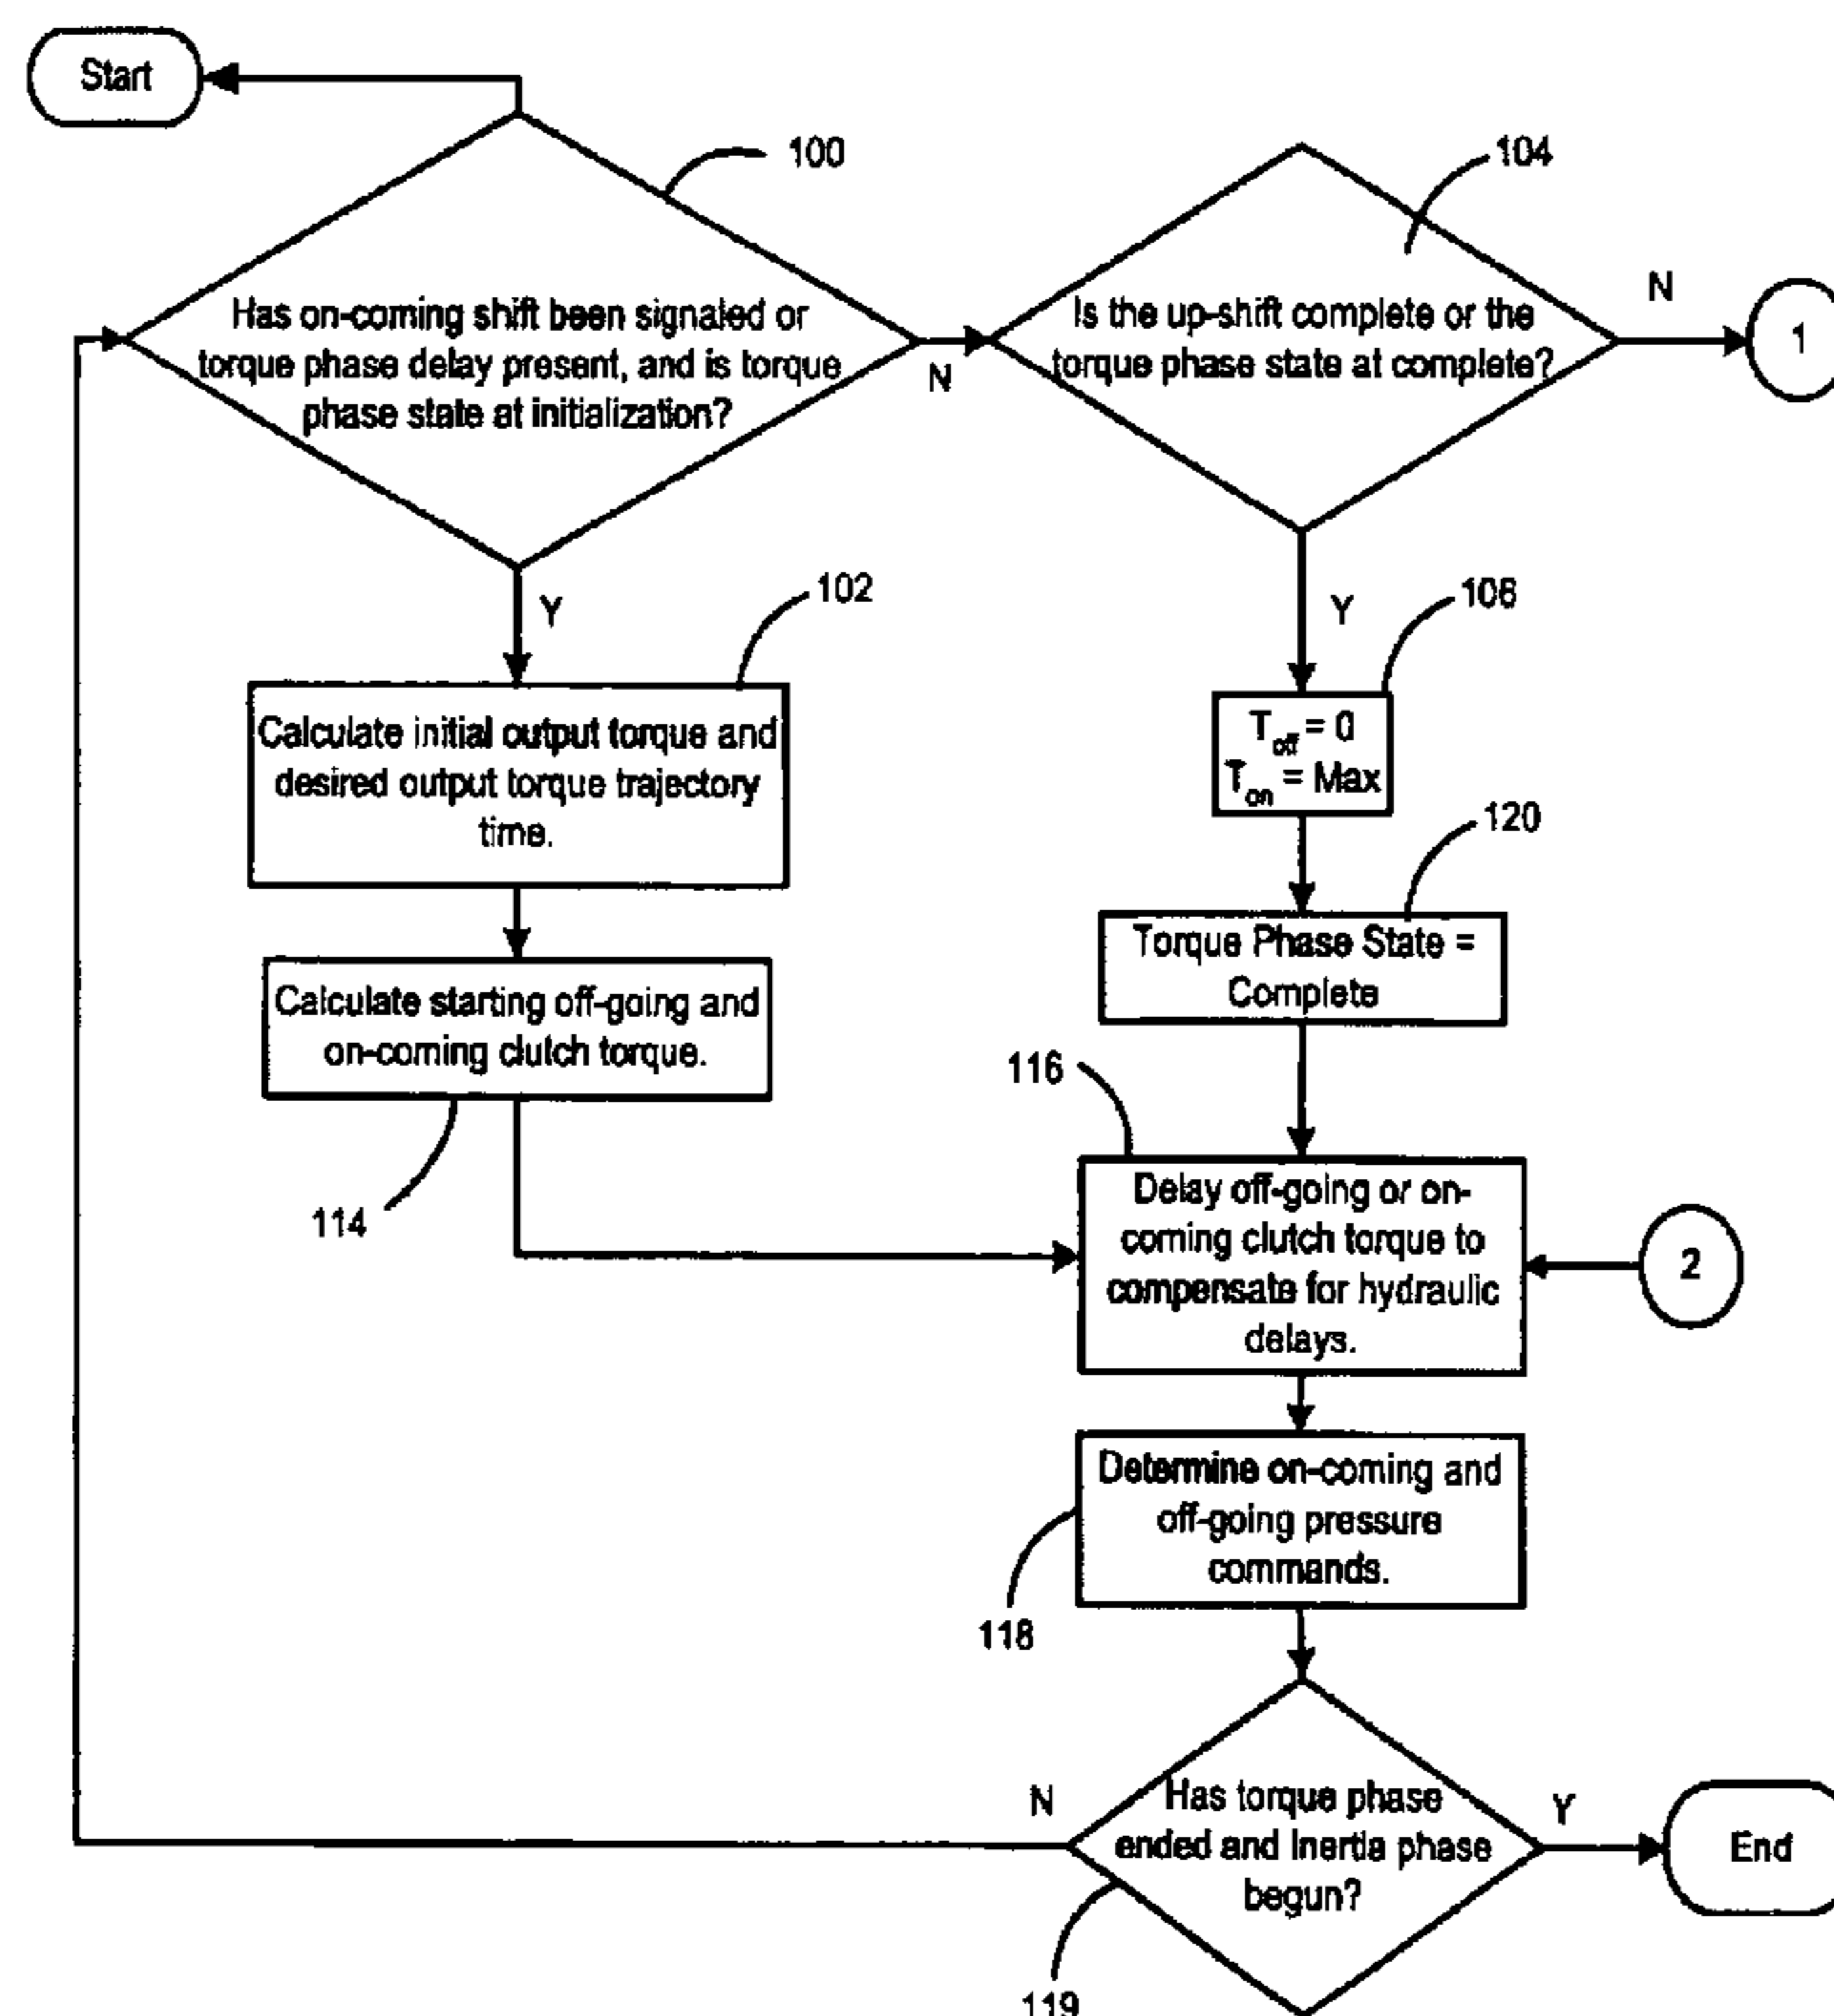 Start
100
Has on-coming shift been signaled or
torque phase delay present, and is torque
phase state at initialization?
N
Y
104
Is the up-shift complete or the
torque phase state at complete?
N
1
Y
102
Calculate initial output torque and
desired output torque trajectory
time.
106
T_off = 0
T_on = Max
120
Torque Phase State =
Complete
Calculate starting off-going and
on-coming clutch torque.
114
116
Delay off-going or on-
coming clutch torque to
compensate for hydraulic
delays.
2
Determine on-coming and
off-going pressure
commands.
118
N
Has torque phase
ended and inertia phase
begun?
Y
End
119